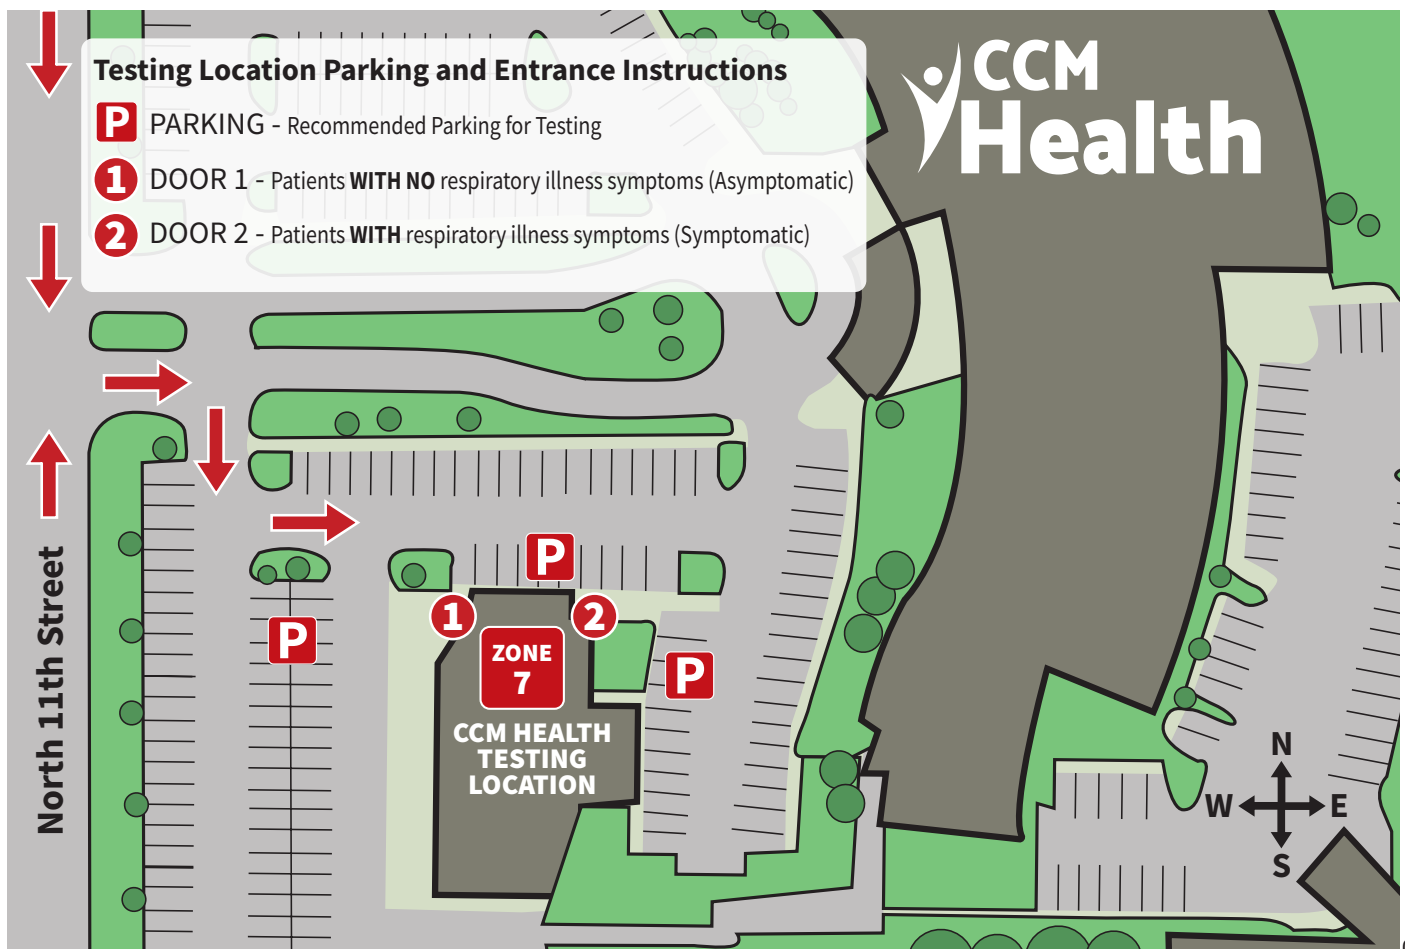 Testing Location Parking and Entrance Instructions
P PARKING - Recommended Parking for Testing
1 DOOR 1 - Patients WITH NO respiratory illness symptoms (Asymptomatic)
2 DOOR 2 - Patients WITH respiratory illness symptoms (Symptomatic)
CCM
Health
North 11th Street
P
P
1
2
P
ZONE
7
CCM HEALTH
TESTING
LOCATION
N
W E
S